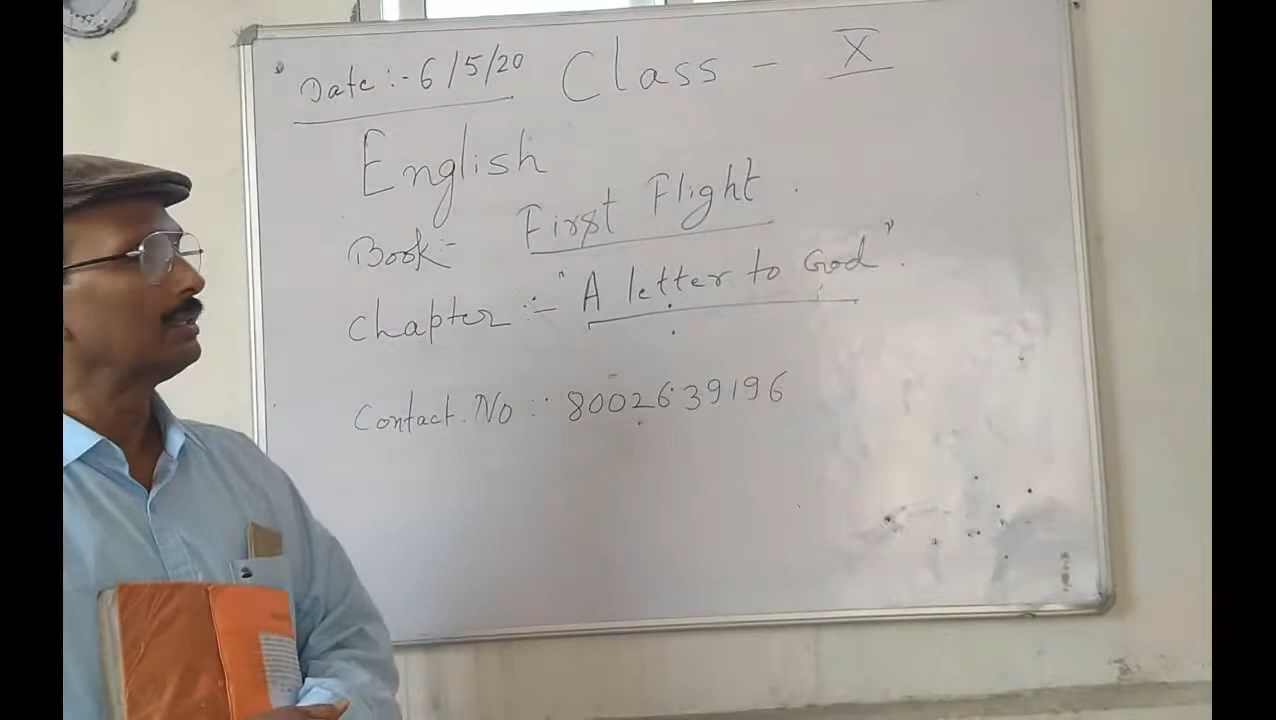 Date :- 6/5/20 Class - X
English
Book :- First Flight .
Chapter :- "A letter to God" .
Contact. No : 8002639196